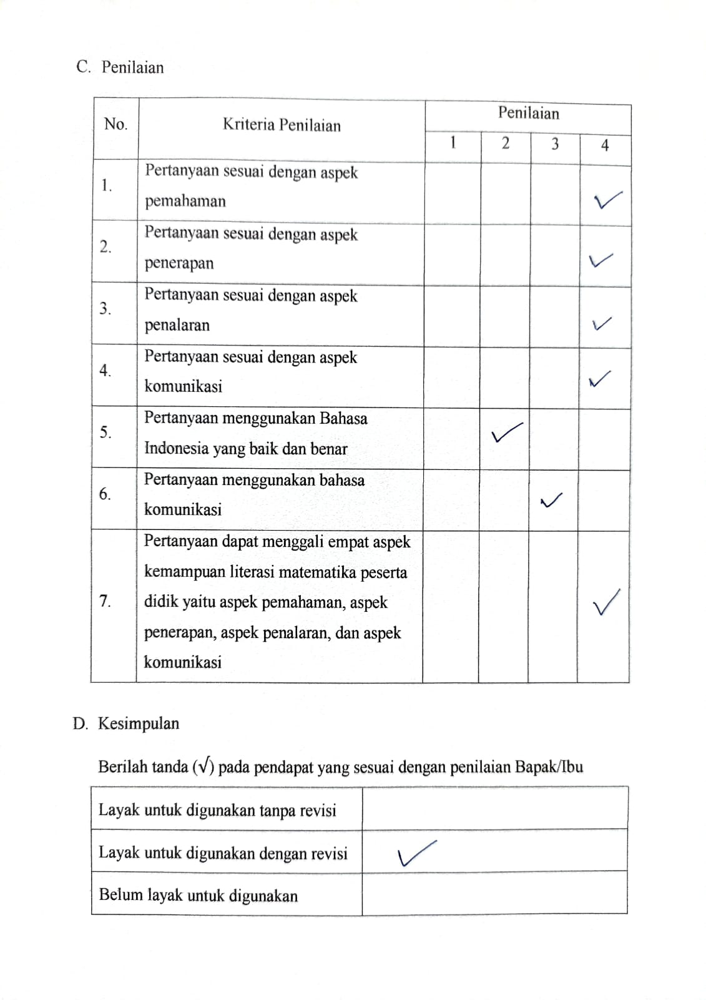 C. Penilaian
No. Kriteria Penilaian Penilaian
1 2 3 4
1. Pertanyaan sesuai dengan aspek
pemahaman ✓
2. Pertanyaan sesuai dengan aspek
penerapan ✓
3. Pertanyaan sesuai dengan aspek
penalaran ✓
4. Pertanyaan sesuai dengan aspek
komunikasi ✓
5. Pertanyaan menggunakan Bahasa ✓
Indonesia yang baik dan benar
6. Pertanyaan menggunakan bahasa ✓
komunikasi
7. Pertanyaan dapat menggali empat aspek
kemampuan literasi matematika peserta
didik yaitu aspek pemahaman, aspek ✓
penerapan, aspek penalaran, dan aspek
komunikasi
D. Kesimpulan
Berilah tanda (√) pada pendapat yang sesuai dengan penilaian Bapak/Ibu
Layak untuk digunakan tanpa revisi
Layak untuk digunakan dengan revisi ✓
Belum layak untuk digunakan